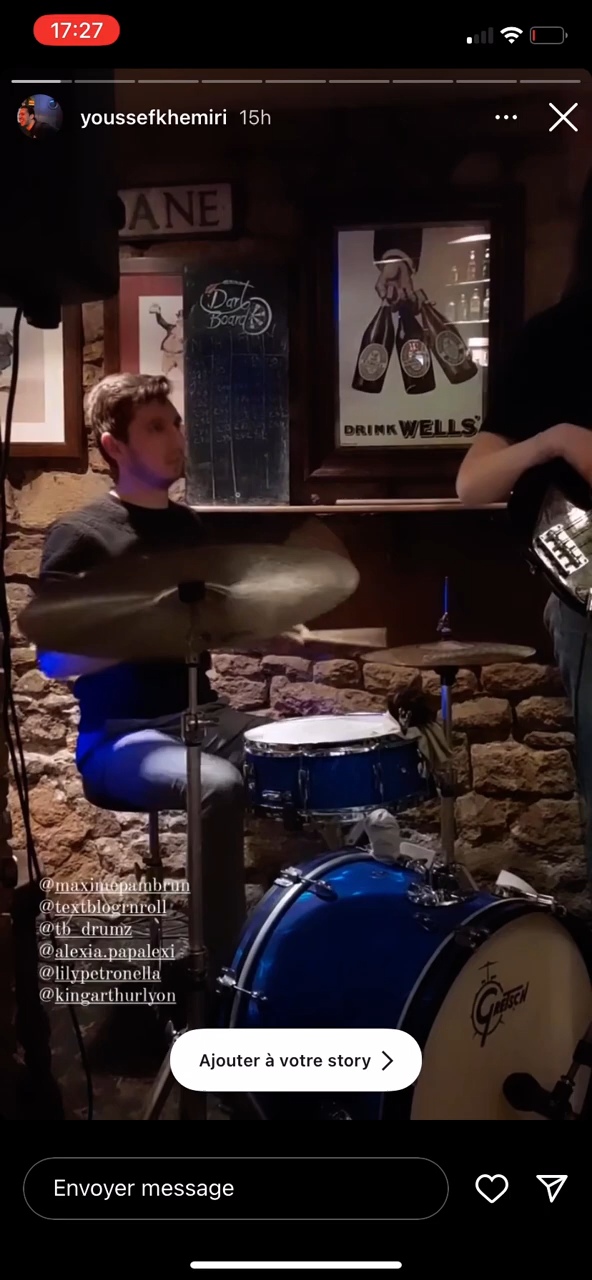 17:27
youssefkhemiri 15h
ANE
Dart
Board
DRINK WELLS'
@maximepambrun
@textblogrnroll
@tb_drumz
@alexia.papalexi
@lilypetronella
@kingarthurlyon
GRETSCH
Ajouter à votre story
Envoyer message